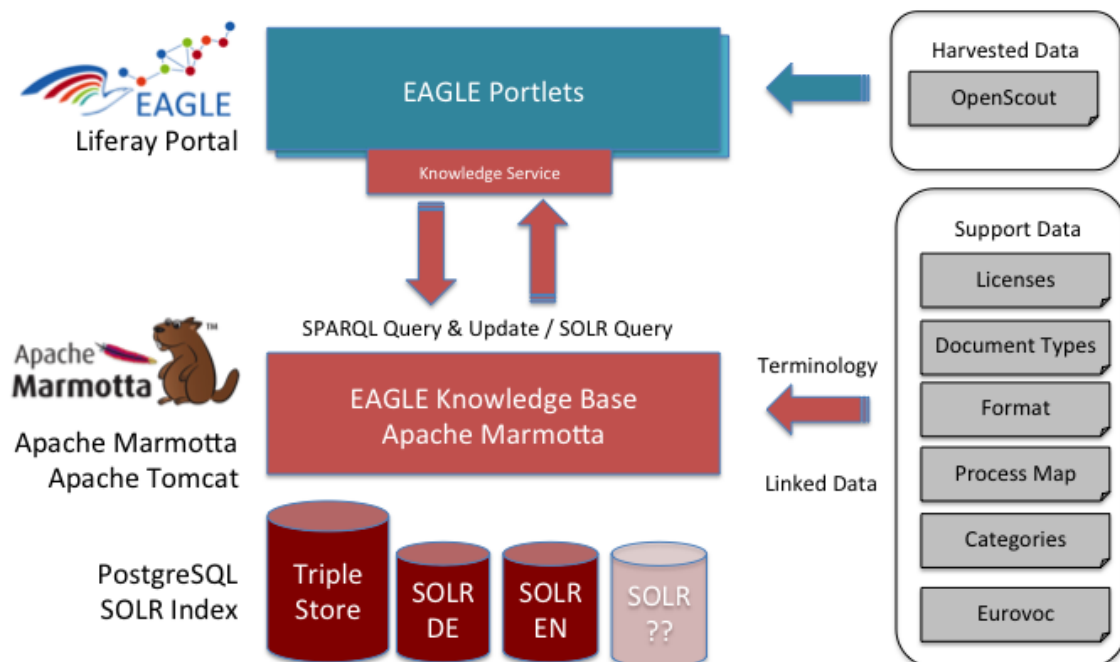 EAGLE
Liferay Portal
EAGLE Portlets
Knowledge Service
Harvested Data
OpenScout
SPARQL Query & Update / SOLR Query
Apache
Marmotta
TM
Apache Marmotta
Apache Tomcat
EAGLE Knowledge Base
Apache Marmotta
Terminology
Linked Data
Support Data
Licenses
Document Types
Format
Process Map
Categories
Eurovoc
PostgreSQL
SOLR Index
Triple
Store
SOLR
DE
SOLR
EN
SOLR
??